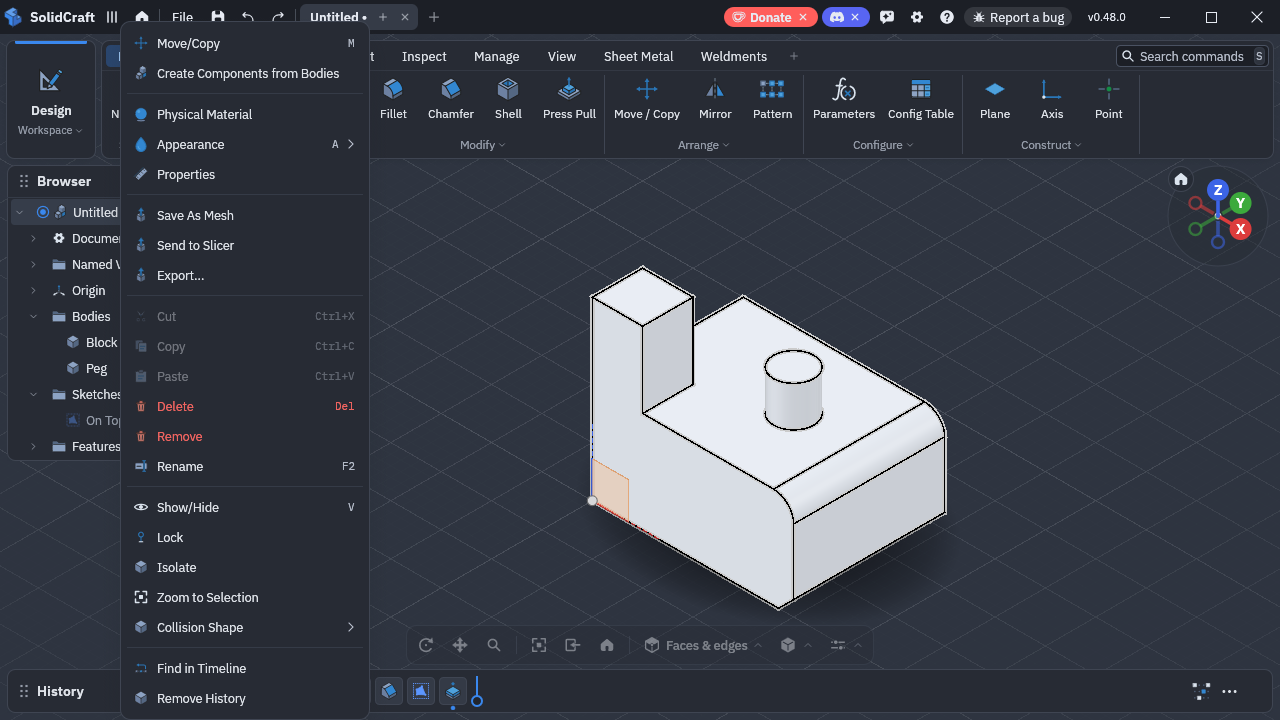 SolidCraft
File
Untitled •
Donate
Report a bug
v0.48.0
Inspect
Manage
View
Sheet Metal
Weldments
Search commands
S
Design
Workspace
Fillet
Chamfer
Shell
Press Pull
Move / Copy
Mirror
Pattern
Parameters
Config Table
Plane
Axis
Point
Modify
Arrange
Configure
Construct
Browser
Untitled
Origin
Bodies
Block
Peg
Sketches
Features
Move/Copy M
Create Components from Bodies
Physical Material
Appearance A
Properties
Save As Mesh
Send to Slicer
Export...
Cut Ctrl+X
Copy Ctrl+C
Paste Ctrl+V
Delete Del
Remove
Rename F2
Show/Hide V
Lock
Isolate
Zoom to Selection
Collision Shape
Find in Timeline
Remove History
Z
Y
X
Faces & edges
History